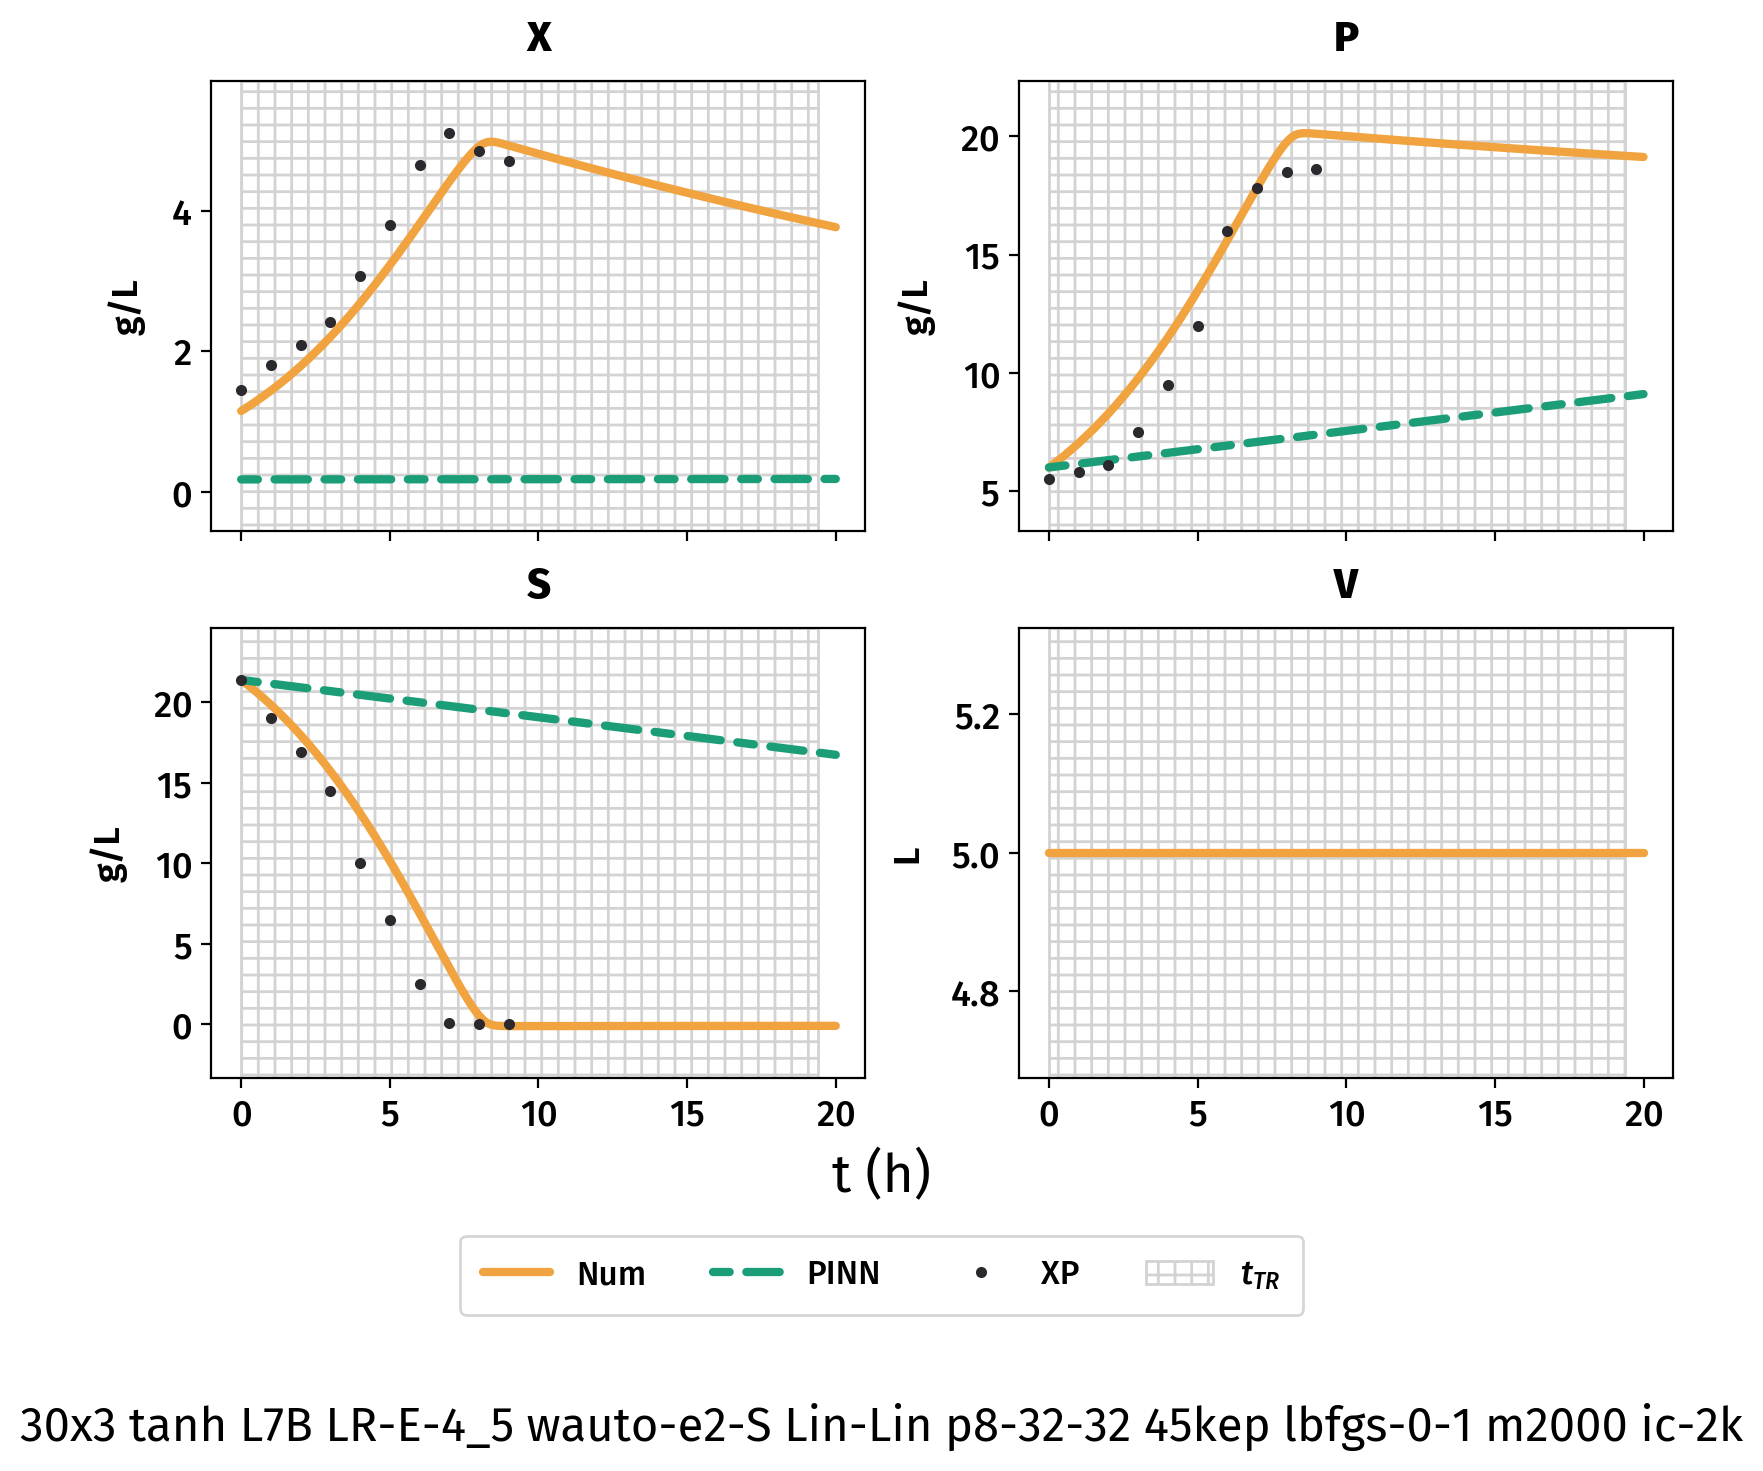 X
P
g/L
4
2
0
g/L
20
15
10
5
S
V
g/L
20
15
10
5
0
L
5.2
5.0
4.8
0 5 10 15 20
0 5 10 15 20
t (h)
Num PINN XP tTR
30x3 tanh L7B LR-E-4_5 wauto-e2-S Lin-Lin p8-32-32 45kep lbfgs-0-1 m2000 ic-2k